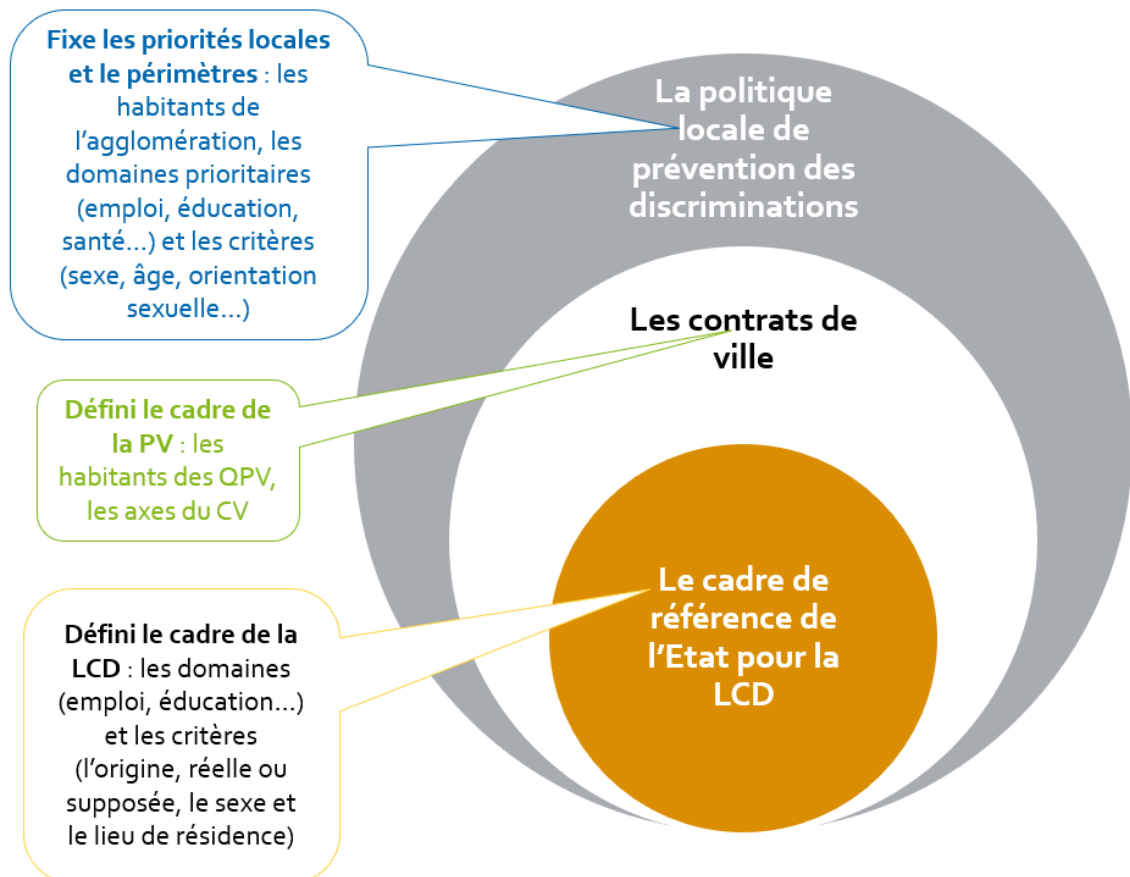 Fixe les priorités locales
et le périmètres : les
habitants de
l'agglomération, les
domaines prioritaires
(emploi, éducation,
santé...) et les critères
(sexe, âge, orientation
sexuelle...)
La politique
locale de
prévention des
discriminations
Les contrats de
ville
Défini le cadre de
la PV : les
habitants des QPV,
les axes du CV
Le cadre de
référence de
l'Etat pour la
LCD
Défini le cadre de la
LCD : les domaines
(emploi, éducation...)
et les critères
(l'origine, réelle ou
supposée, le sexe et
le lieu de résidence)